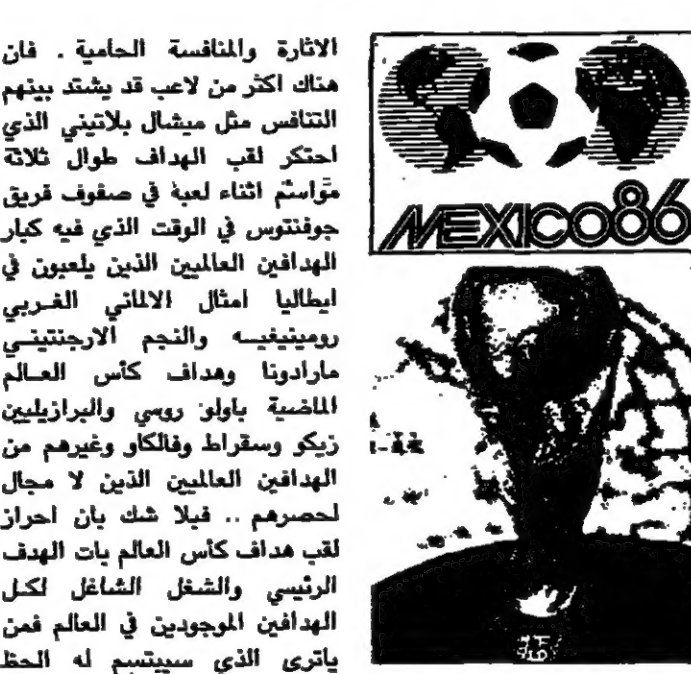 الاثارة والمنافسة الحامية . فان
هناك اكثر من لاعب قد يشتد بينهم
التنافس مثل ميشال بلاتيني الذي
احتكر لقب الهداف طوال ثلاثة
مواسم اثناء لعبة في صفوف فريق
جوفنتوس في الوقت الذي فيه كبار
الهدافين العالميين الذين يلعبون في
ايطاليا امثال الالماني الغربي
رومينيغيه والنجم الارجنتيني
مارادونا وهداف كأس العالم
الماضية باولو روسي والبرازيليين
زيكو وسقراط وفالكاو وغيرهم من
الهدافين العالميين الذين لا مجال
لحصرهم .. فبلا شك بان احراز
لقب هداف كأس العالم بات الهدف
الرئيسي والشغل الشاغل لكل
الهدافين الموجودين في العالم فمن
ياترى الذي سيبتسم له الحظ
MEXICO86